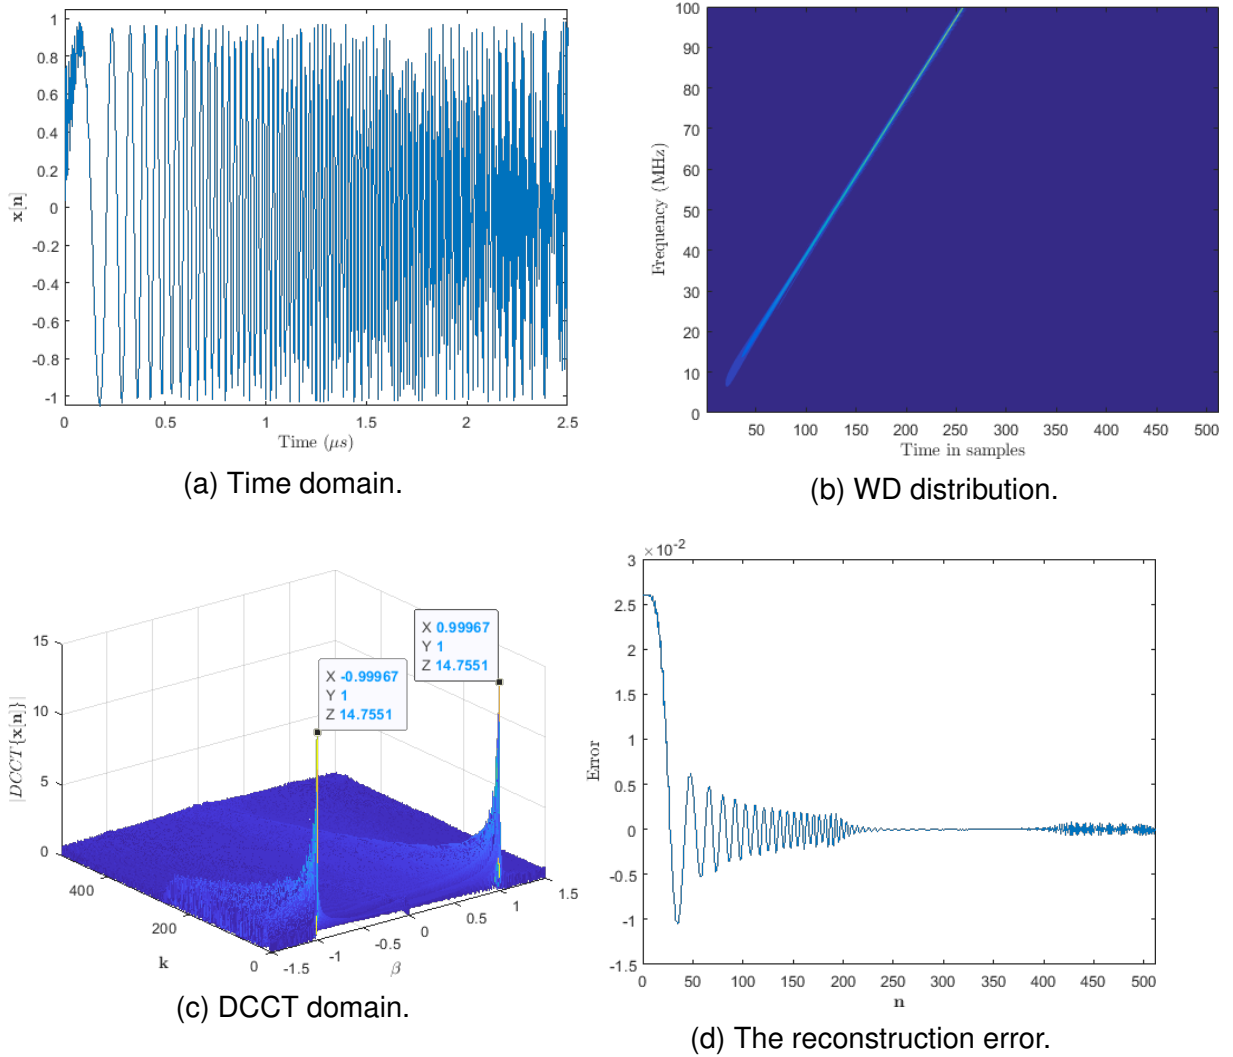 1
0.8
0.6
0.4
0.2
0
-0.2
-0.4
-0.6
-0.8
-1
x[n]
0 0.5 1 1.5 2 2.5
Time (μs)
(a) Time domain.
100
90
80
70
60
50
40
30
20
10
0
Frequency (MHz)
50 100 150 200 250 300 350 400 450 500
Time in samples
(b) WD distribution.
15
10
5
0
|DCCT{x[n]}|
X 0.99967
Y 1
Z 14.7551
X -0.99967
Y 1
Z 14.7551
400
200
0
k
-1.5 -1 -0.5 0 0.5 1 1.5
β
(c) DCCT domain.
×10⁻²
3
2.5
2
1.5
1
0.5
0
-0.5
-1
-1.5
Error
0 50 100 150 200 250 300 350 400 450 500
n
(d) The reconstruction error.